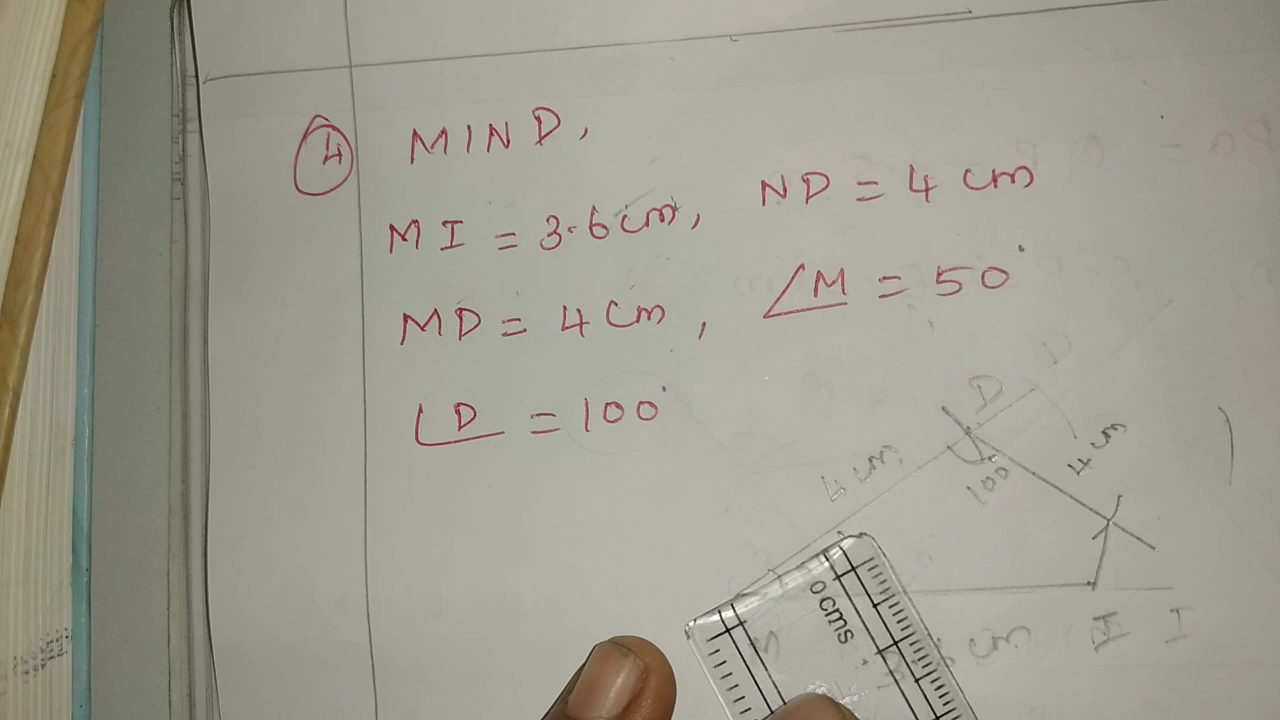 4 MIND,
MI = 3.6 cm, ND = 4 cm
MD = 4 cm, ∠M = 50°
∠D = 100°
D
D
4 cm
100
4 cm
I
0 cms